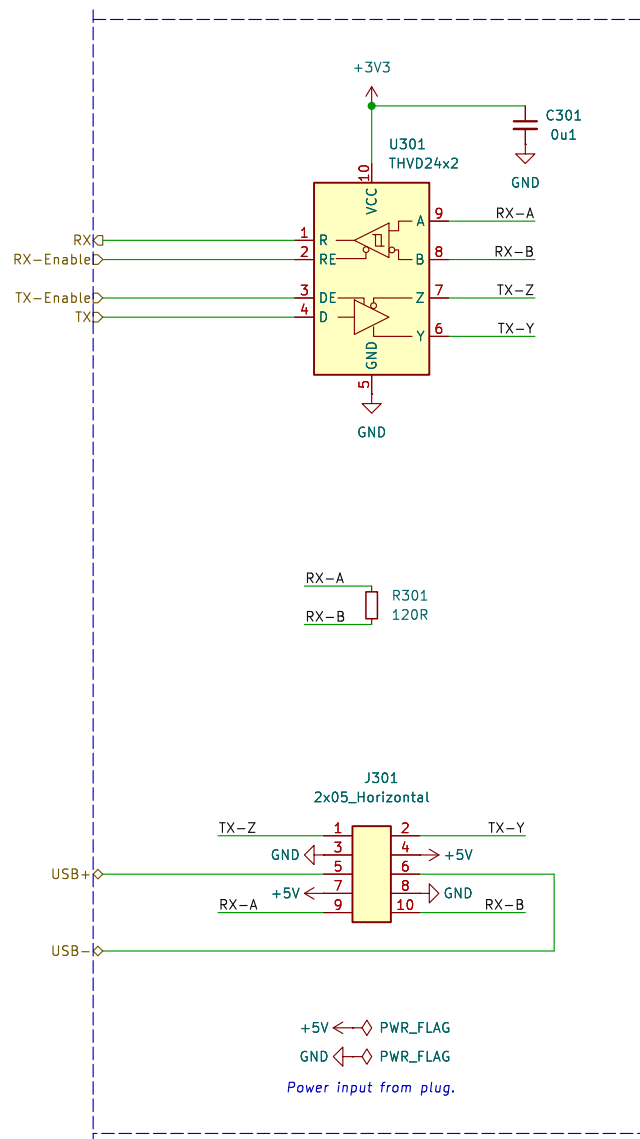 +3V3
C301
0u1
GND
U301
THVD24x2
10
VCC
RX 1 R A 9 RX-A
RX-Enable 2 RE B 8 RX-B
TX-Enable 3 DE Z 7 TX-Z
TX 4 D Y 6 TX-Y
GND
5
GND
RX-A
R301
120R
RX-B
J301
2x05_Horizontal
TX-Z 1 2 TX-Y
GND 3 4 +5V
USB+ 5 6
+5V 7 8 GND
RX-A 9 10 RX-B
USB-
+5V PWR_FLAG
GND PWR_FLAG
Power input from plug.